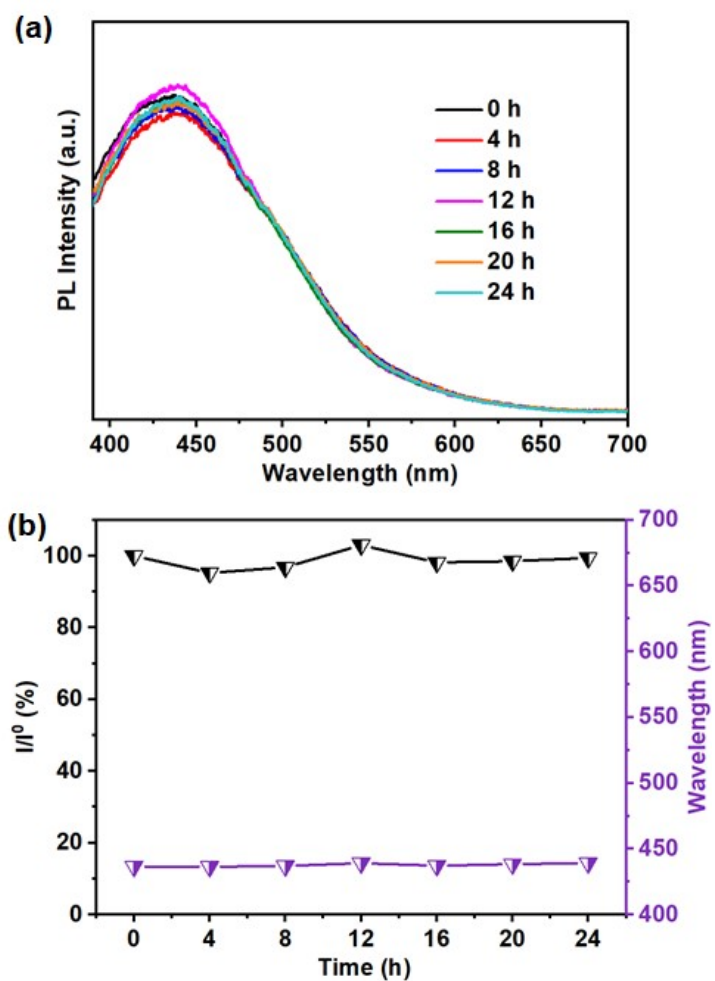 (a)
PL Intensity (a.u.)
0 h
4 h
8 h
12 h
16 h
20 h
24 h
400 450 500 550 600 650 700
Wavelength (nm)
(b)
I/I⁰ (%)
100
80
60
40
20
0
700
650
600
550
500
450
400
Wavelength (nm)
0 4 8 12 16 20 24
Time (h)